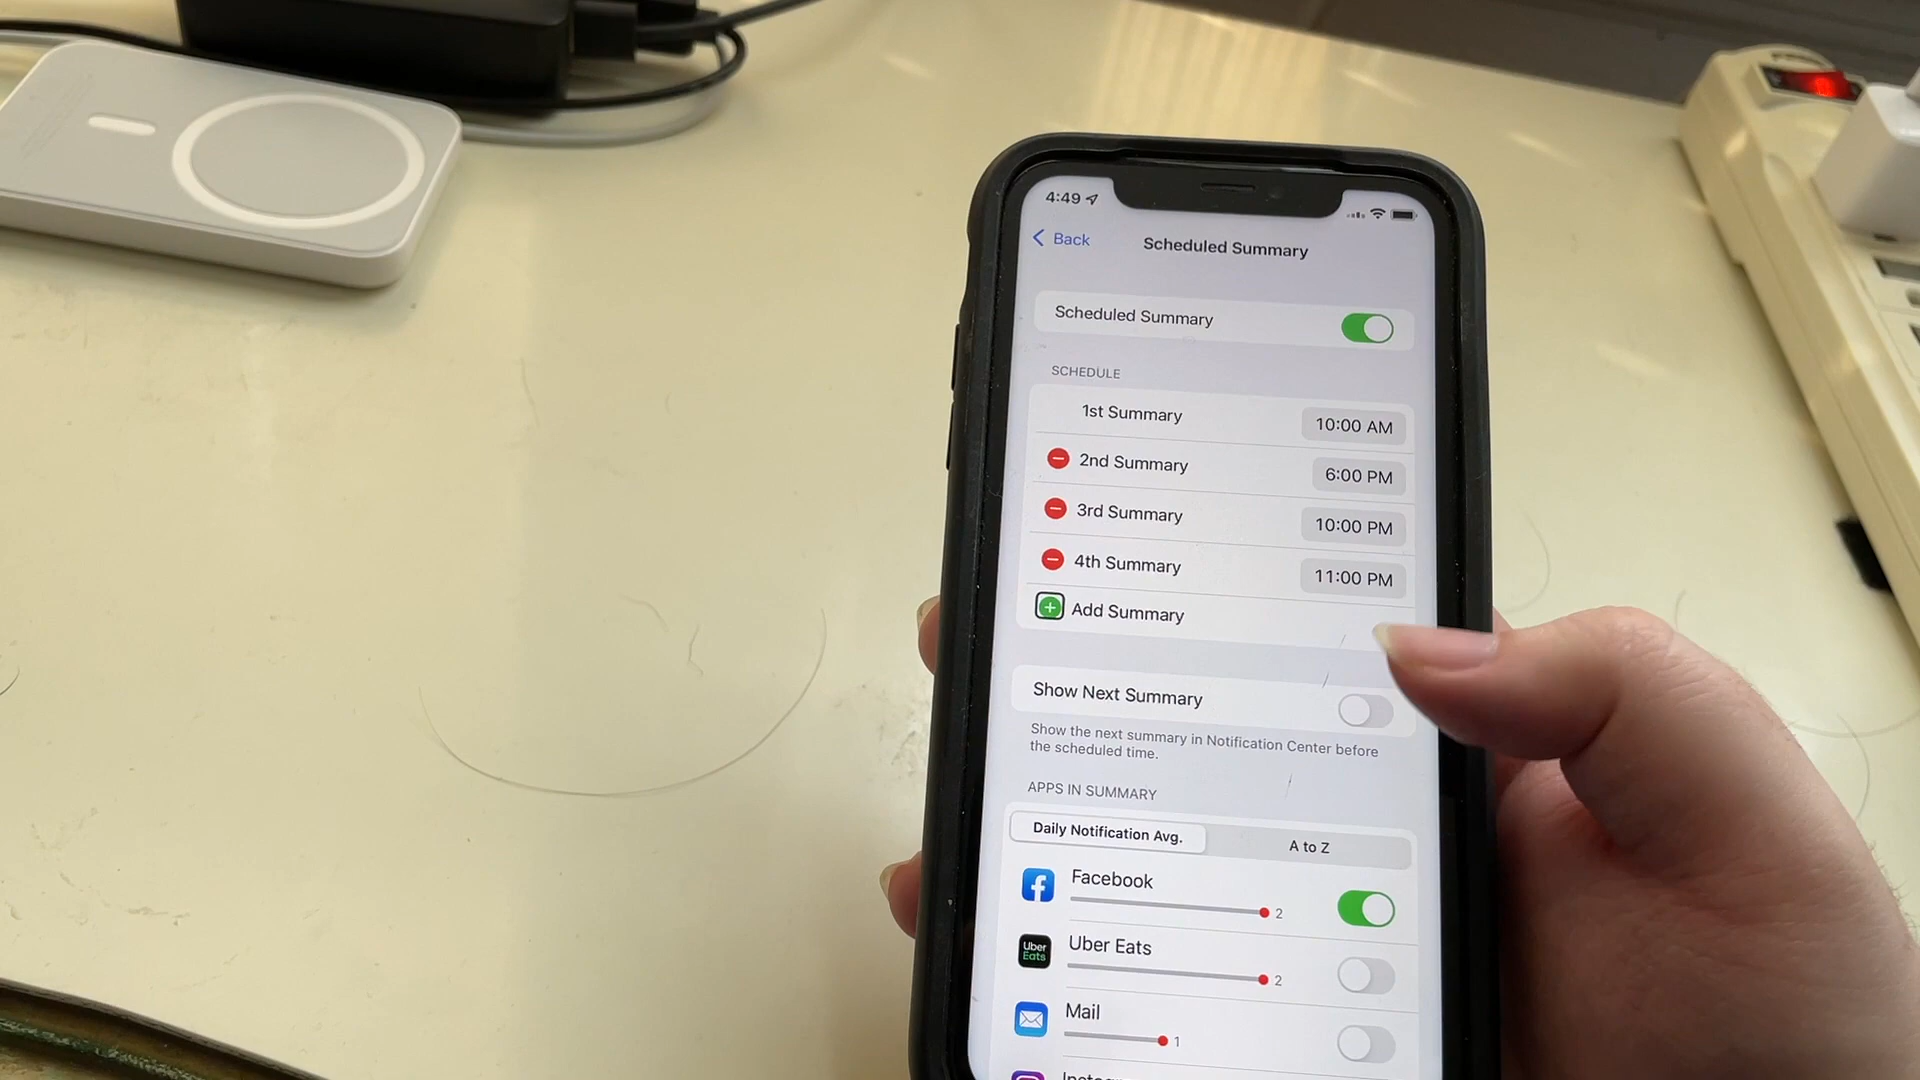 4:49
Back
Scheduled Summary
Scheduled Summary
SCHEDULE
1st Summary 10:00 AM
2nd Summary 6:00 PM
3rd Summary 10:00 PM
4th Summary 11:00 PM
Add Summary
Show Next Summary
Show the next summary in Notification Center before
the scheduled time.
APPS IN SUMMARY
Daily Notification Avg. A to Z
Facebook
2
Uber Eats
Uber
Eats
2
Mail
1